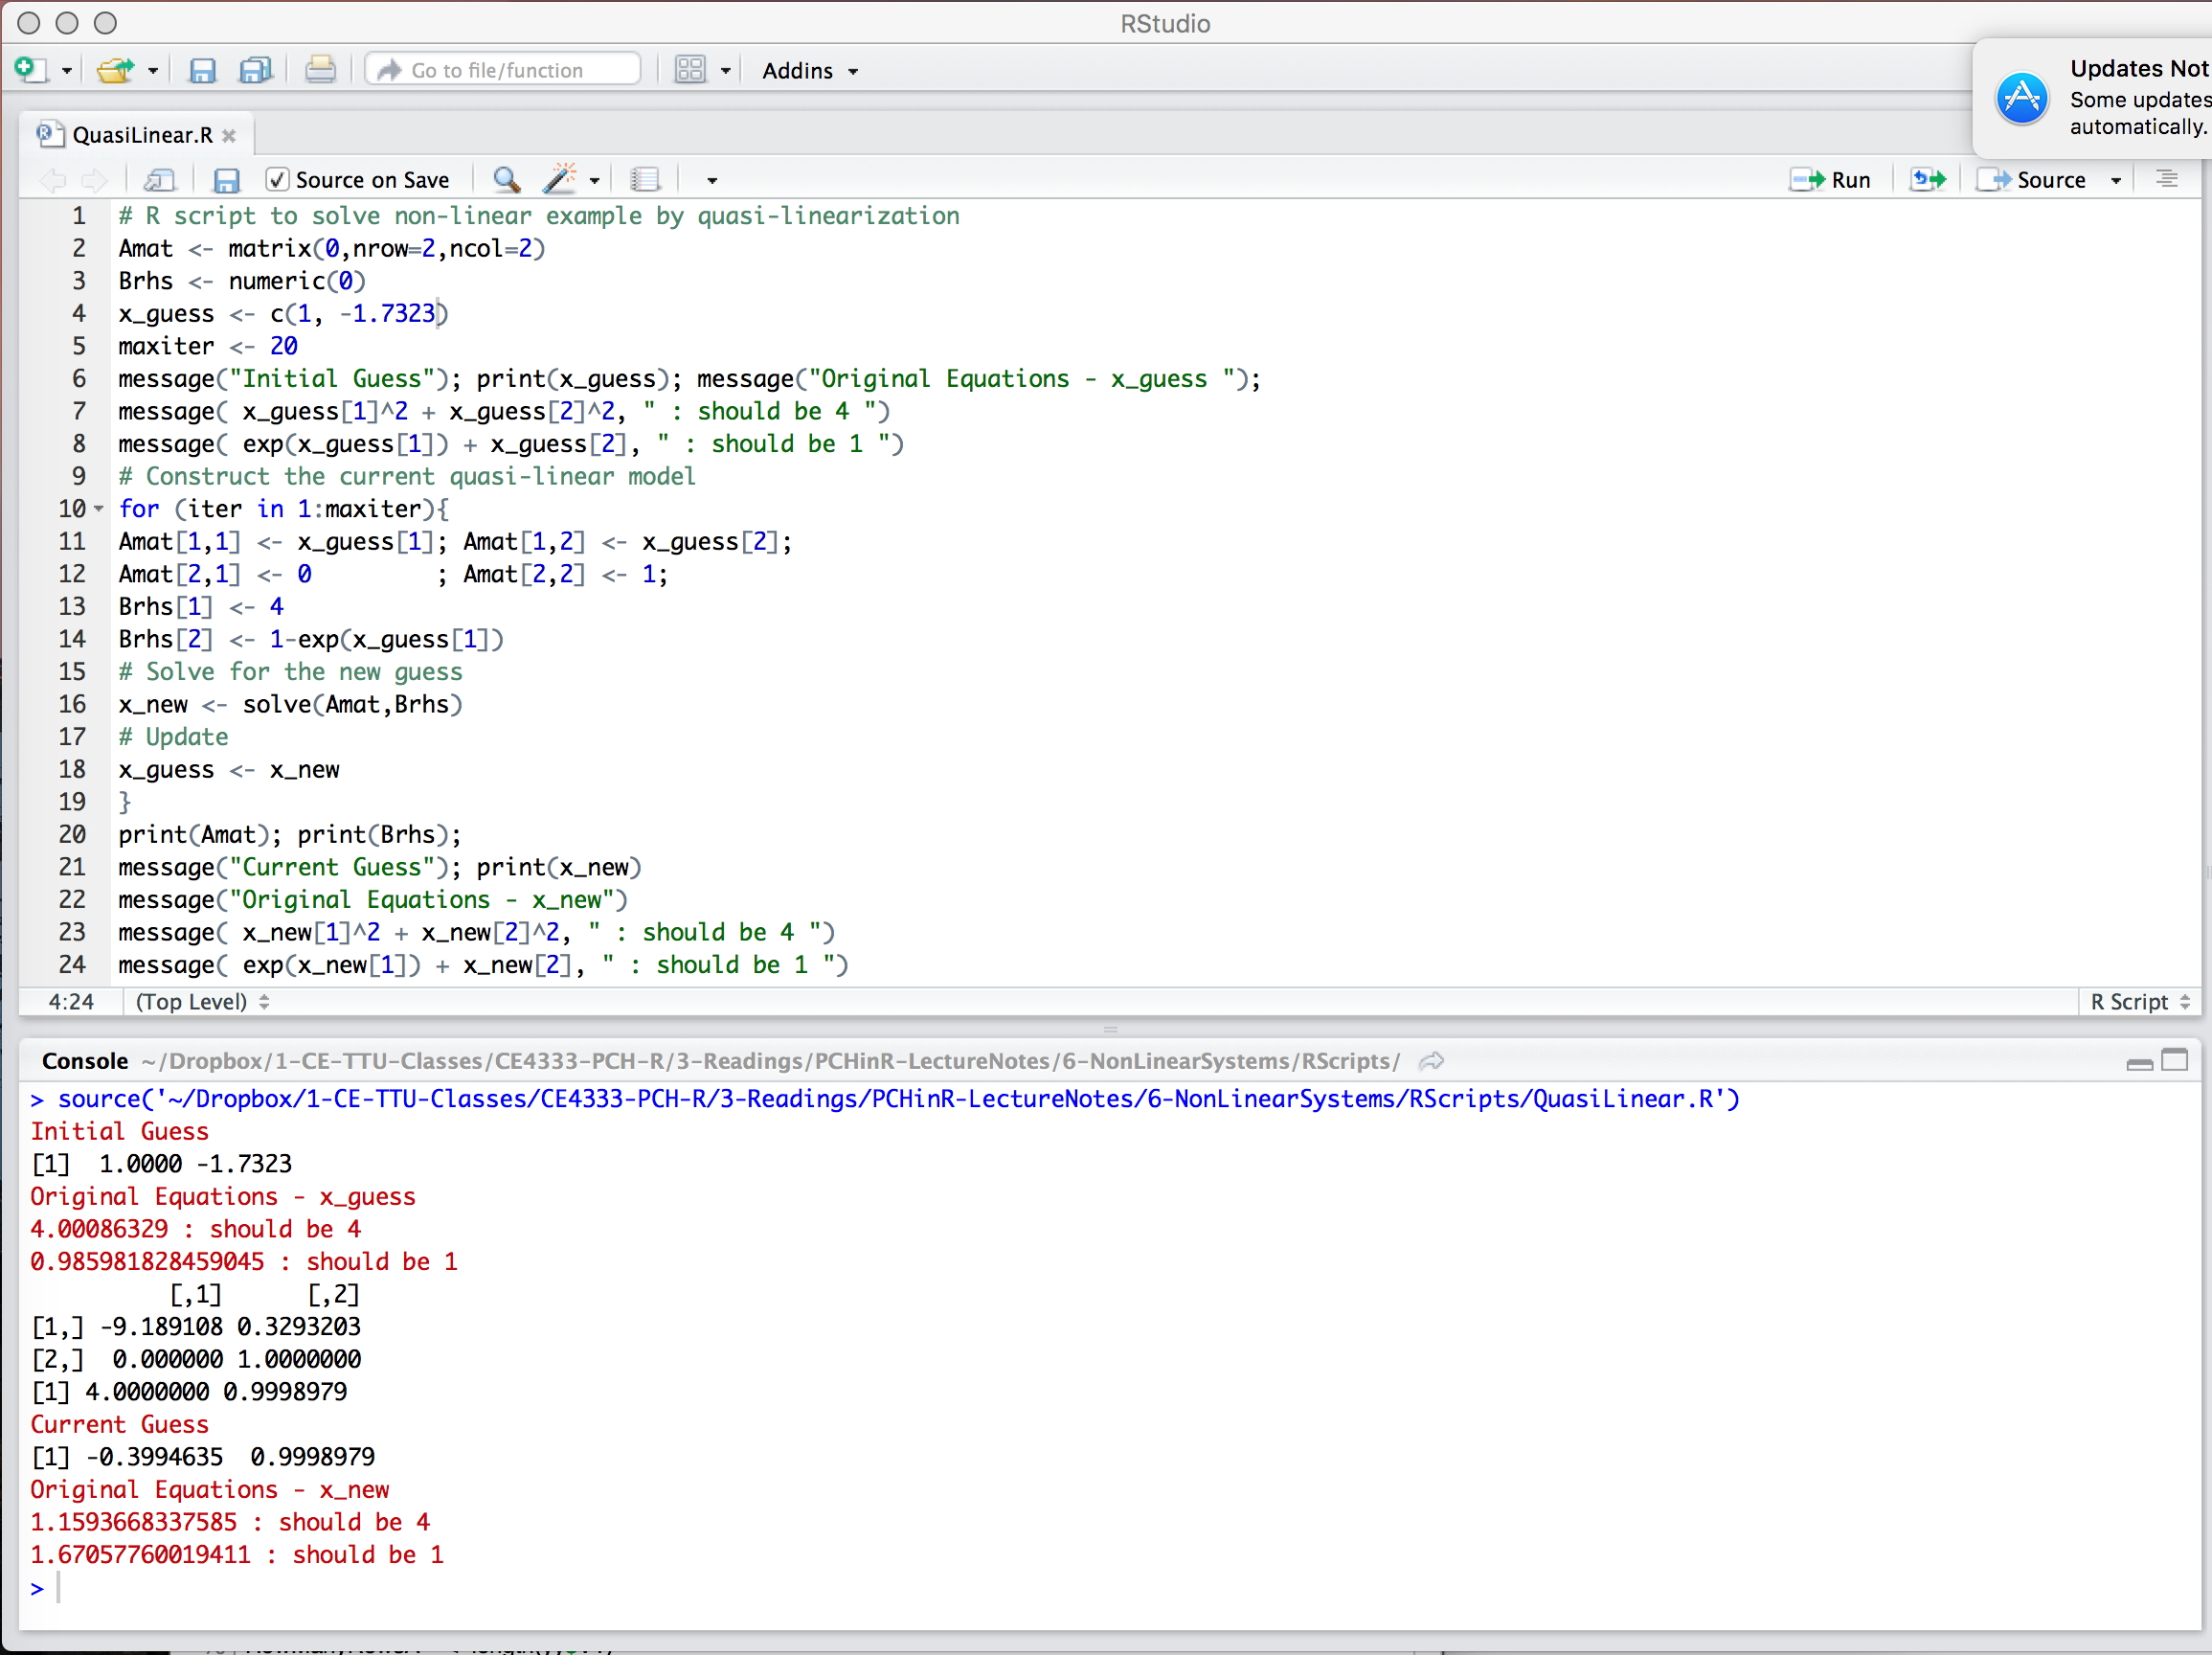 RStudio
Go to file/function
Addins
Updates Not
Some updates
automatically.
QuasiLinear.R
Source on Save
Run
Source
1 # R script to solve non-linear example by quasi-linearization
2 Amat <- matrix(0,nrow=2,ncol=2)
3 Brhs <- numeric(0)
4 x_guess <- c(1, -1.7323)
5 maxiter <- 20
6 message("Initial Guess"); print(x_guess); message("Original Equations - x_guess ");
7 message( x_guess[1]^2 + x_guess[2]^2, " : should be 4 ")
8 message( exp(x_guess[1]) + x_guess[2], " : should be 1 ")
9 # Construct the current quasi-linear model
10 for (iter in 1:maxiter){
11 Amat[1,1] <- x_guess[1]; Amat[1,2] <- x_guess[2];
12 Amat[2,1] <- 0         ; Amat[2,2] <- 1;
13 Brhs[1] <- 4
14 Brhs[2] <- 1-exp(x_guess[1])
15 # Solve for the new guess
16 x_new <- solve(Amat,Brhs)
17 # Update
18 x_guess <- x_new
19 }
20 print(Amat); print(Brhs);
21 message("Current Guess"); print(x_new)
22 message("Original Equations - x_new")
23 message( x_new[1]^2 + x_new[2]^2, " : should be 4 ")
24 message( exp(x_new[1]) + x_new[2], " : should be 1 ")
4:24 (Top Level) R Script
Console ~/Dropbox/1-CE-TTU-Classes/CE4333-PCH-R/3-Readings/PCHinR-LectureNotes/6-NonLinearSystems/RScripts/
> source('~/Dropbox/1-CE-TTU-Classes/CE4333-PCH-R/3-Readings/PCHinR-LectureNotes/6-NonLinearSystems/RScripts/QuasiLinear.R')
Initial Guess
[1]  1.0000 -1.7323
Original Equations - x_guess
4.00086329 : should be 4
0.985981828459045 : should be 1
          [,1]      [,2]
[1,] -9.189108 0.3293203
[2,]  0.000000 1.0000000
[1] 4.0000000 0.9998979
Current Guess
[1] -0.3994635  0.9998979
Original Equations - x_new
1.1593668337585 : should be 4
1.67057760019411 : should be 1
>